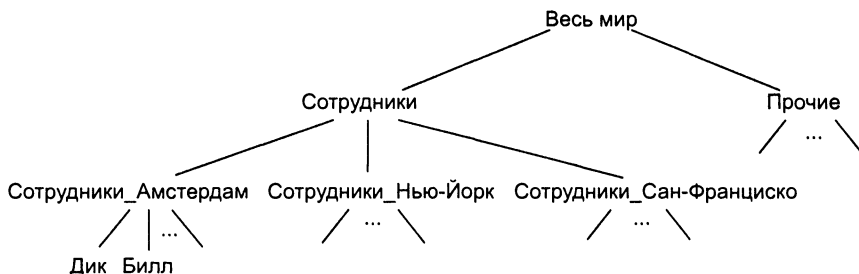 Весь мир
Сотрудники Прочие
...
Сотрудники_Амстердам Сотрудники_Нью-Йорк Сотрудники_Сан-Франциско
... ... ...
Дик Билл